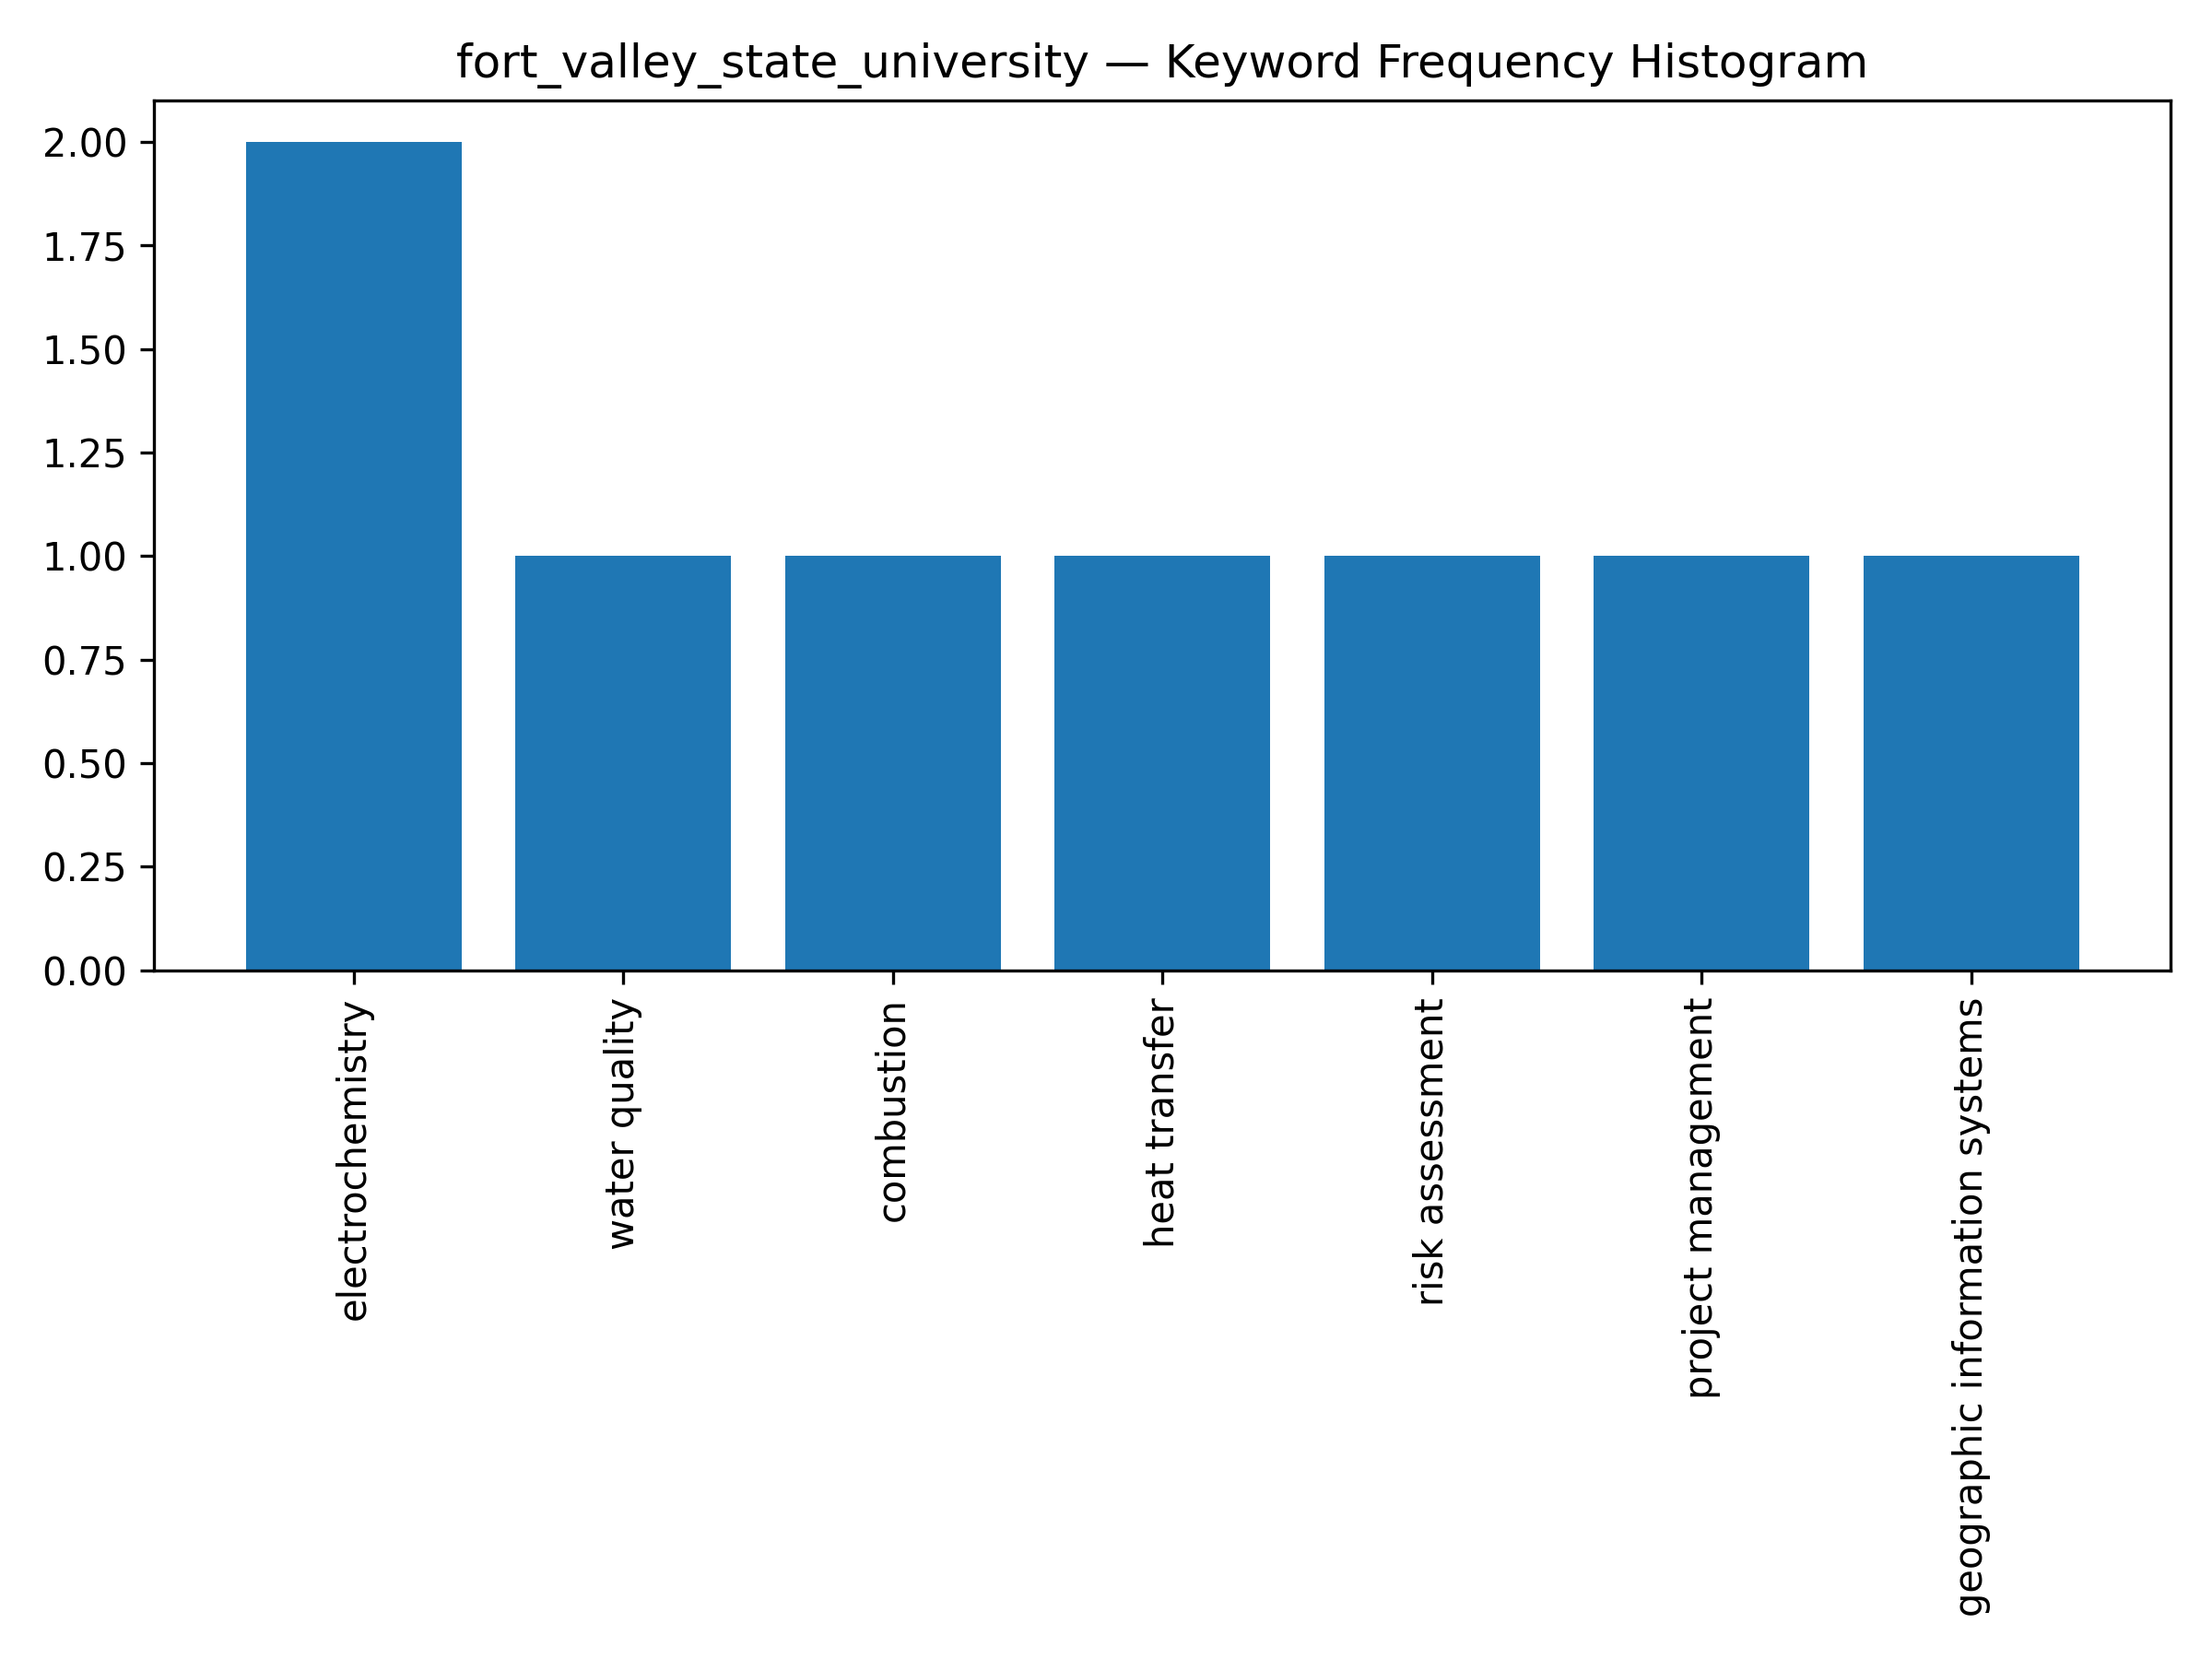 fort_valley_state_university — Keyword Frequency Histogram
2.00
1.75
1.50
1.25
1.00
0.75
0.50
0.25
0.00
electrochemistry
water quality
combustion
heat transfer
risk assessment
project management
geographic information systems